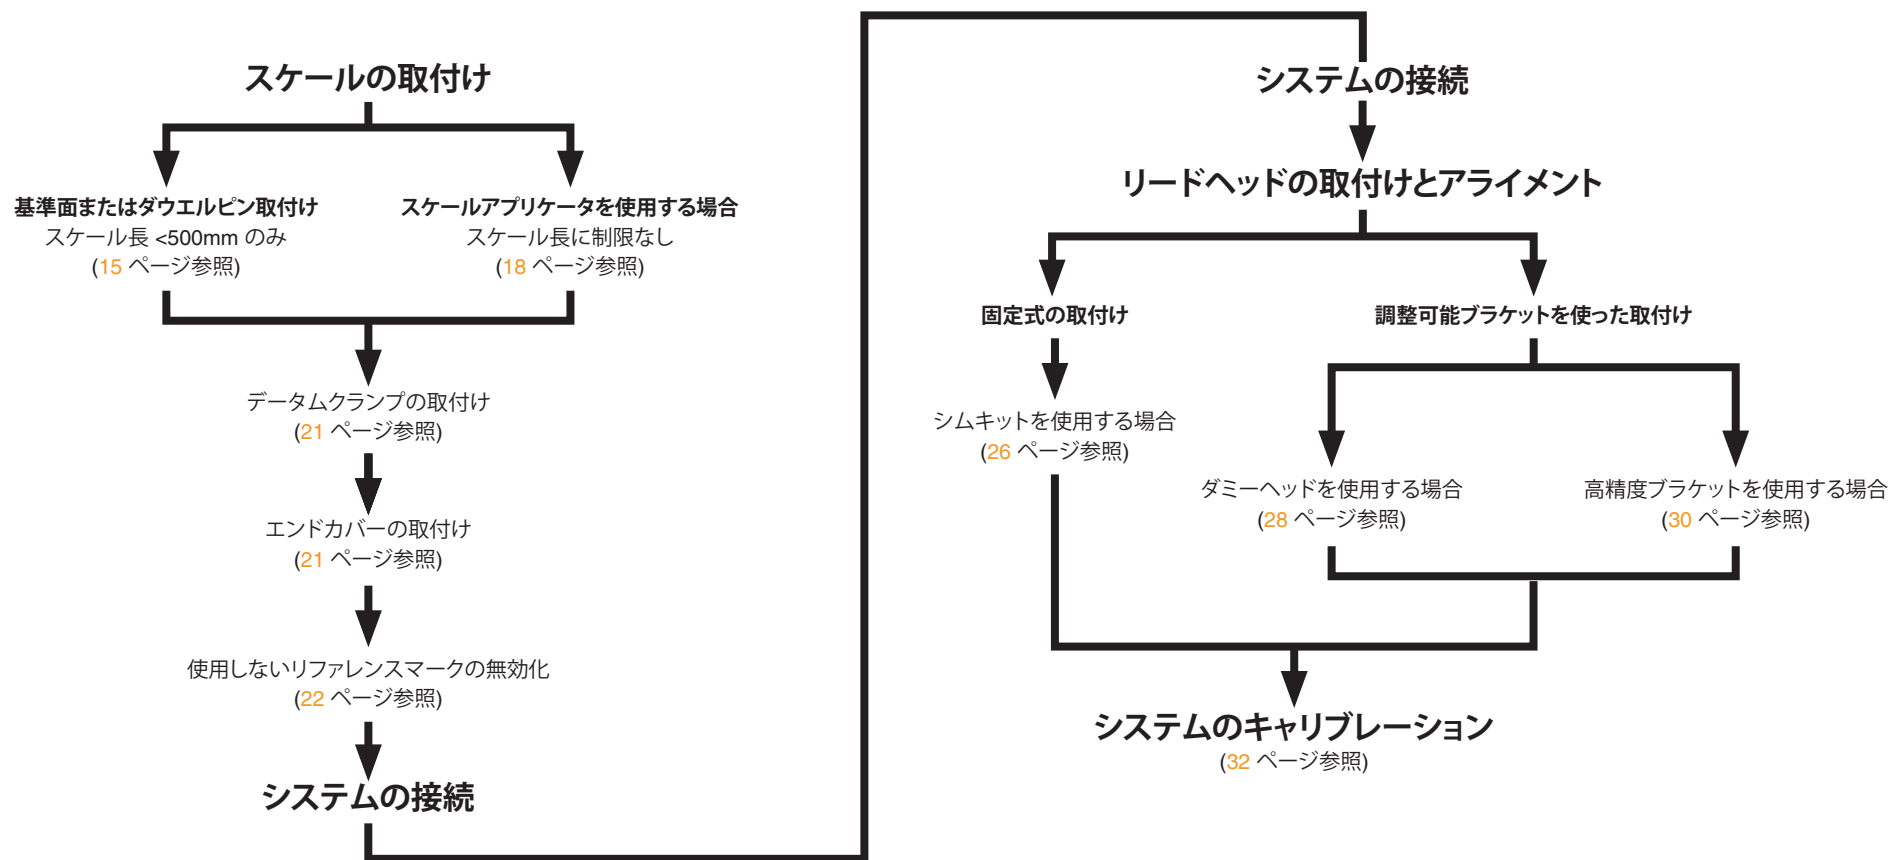 スケールの取付け
基準面またはダウエルピン取付け
スケール長 <500mm のみ
(15 ページ参照)
スケールアプリケータを使用する場合
スケール長に制限なし
(18 ページ参照)
データムクランプの取付け
(21 ページ参照)
エンドカバーの取付け
(21 ページ参照)
使用しないリファレンスマークの無効化
(22 ページ参照)
システムの接続
システムの接続
リードヘッドの取付けとアライメント
固定式の取付け
シムキットを使用する場合
(26 ページ参照)
調整可能ブラケットを使った取付け
ダミーヘッドを使用する場合
(28 ページ参照)
高精度ブラケットを使用する場合
(30 ページ参照)
システムのキャリブレーション
(32 ページ参照)